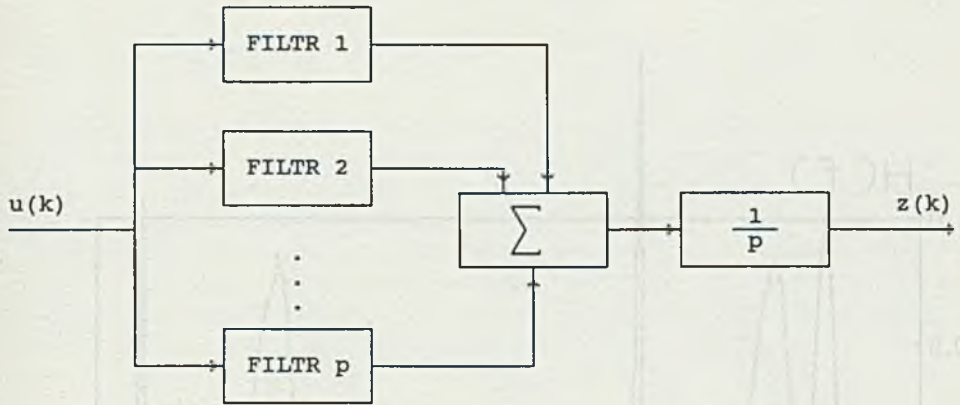 FILTR 1
FILTR 2
u(k)
Σ
1/p
z(k)
FILTR p